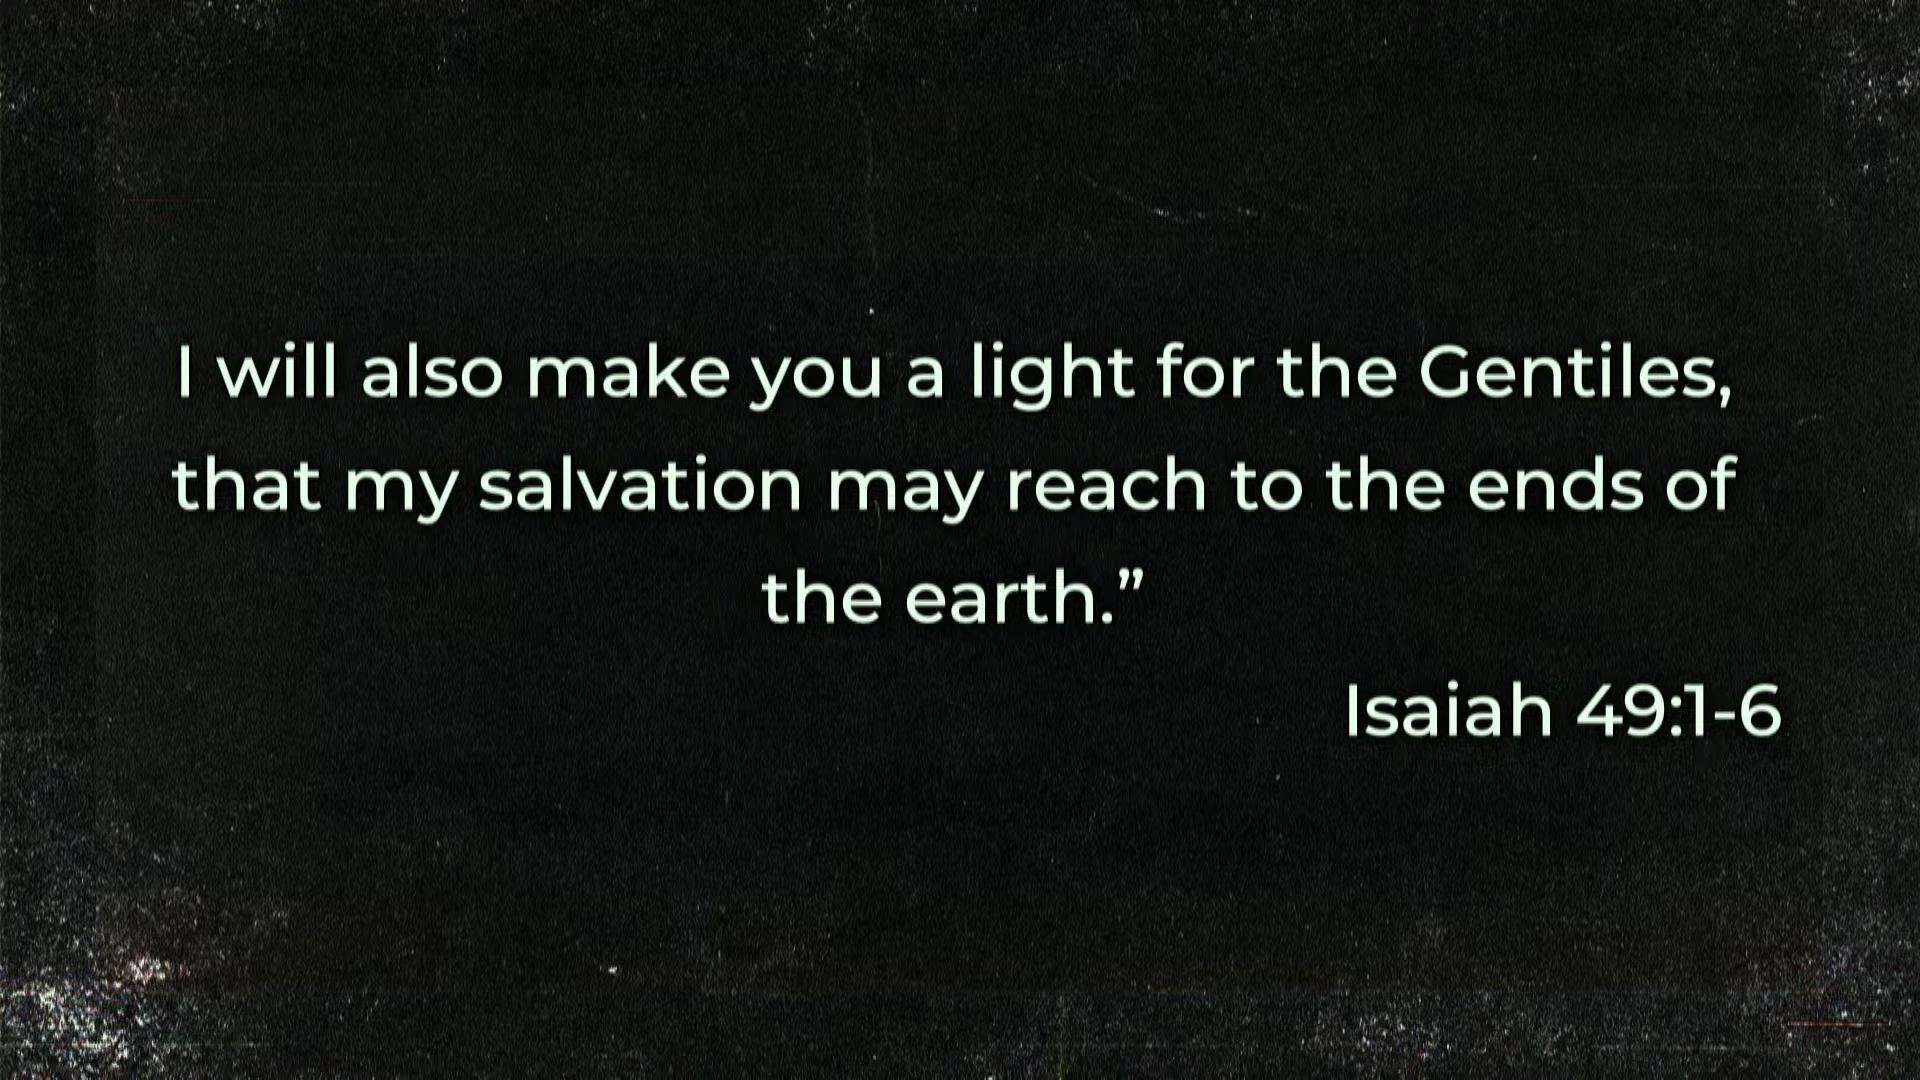 I will also make you a light for the Gentiles,
that my salvation may reach to the ends of
the earth.”
Isaiah 49:1-6